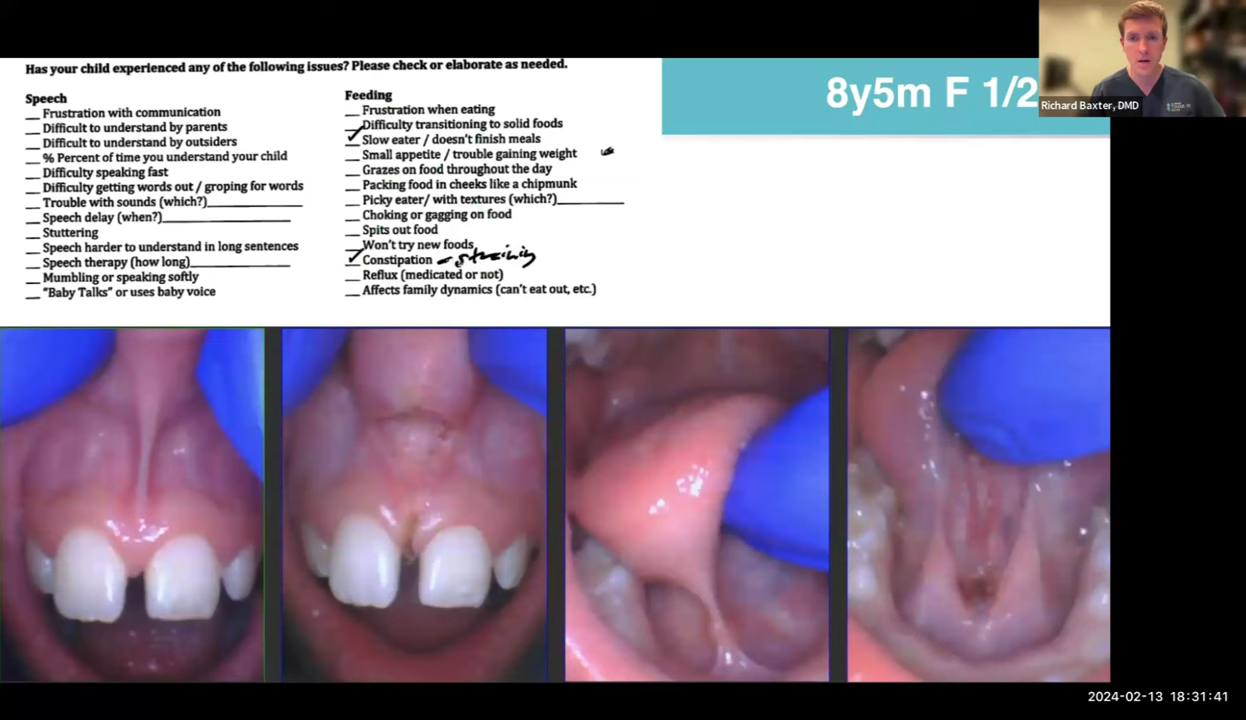 Has your child experienced any of the following issues? Please check or elaborate as needed.
Speech
__ Frustration with communication
__ Difficult to understand by parents
__ Difficult to understand by outsiders
__ % Percent of time you understand your child
__ Difficulty speaking fast
__ Difficulty getting words out / groping for words
__ Trouble with sounds (which?)____________
__ Speech delay (when?)____________
__ Stuttering
__ Speech harder to understand in long sentences
__ Speech therapy (how long)____________
__ Mumbling or speaking softly
__ "Baby Talks" or uses baby voice
Feeding
__ Frustration when eating
__ Difficulty transitioning to solid foods
✓ Slow eater / doesn't finish meals
__ Small appetite / trouble gaining weight
__ Grazes on food throughout the day
__ Packing food in cheeks like a chipmunk
__ Picky eater/ with textures (which?)________
__ Choking or gagging on food
__ Spits out food
__ Won't try new foods
✓ Constipation - straining
__ Reflux (medicated or not)
__ Affects family dynamics (can't eat out, etc.)
8y5m F 1/2
Richard Baxter, DMD
2024-02-13 18:31:41